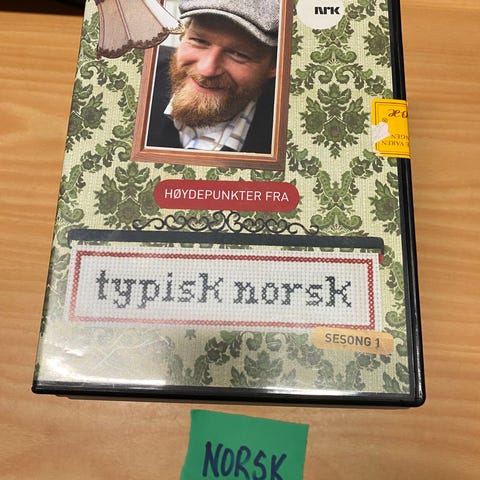 NRK
HØYDEPUNKTER FRA
typisk norsk
SESONG 1
NORSK